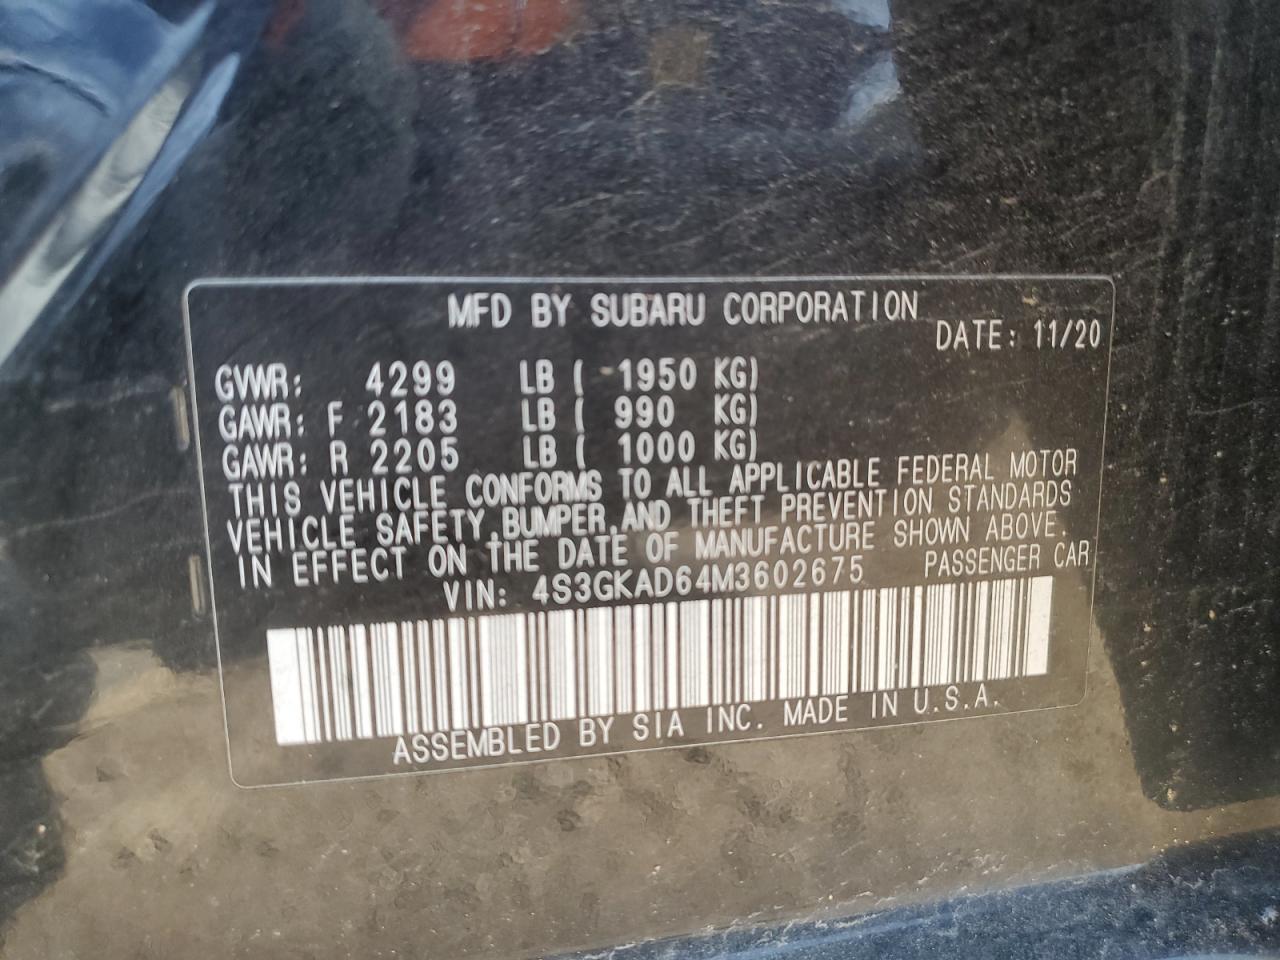 MFD BY SUBARU CORPORATION
DATE: 11/20
GVWR: 4299 LB ( 1950 KG)
GAWR: F 2183 LB ( 990 KG)
GAWR: R 2205 LB ( 1000 KG)
THIS VEHICLE CONFORMS TO ALL APPLICABLE FEDERAL MOTOR
VEHICLE SAFETY,BUMPER,AND THEFT PREVENTION STANDARDS
IN EFFECT ON THE DATE OF MANUFACTURE SHOWN ABOVE.
VIN: 4S3GKAD64M3602675 PASSENGER CAR
ASSEMBLED BY SIA INC. MADE IN U.S.A.